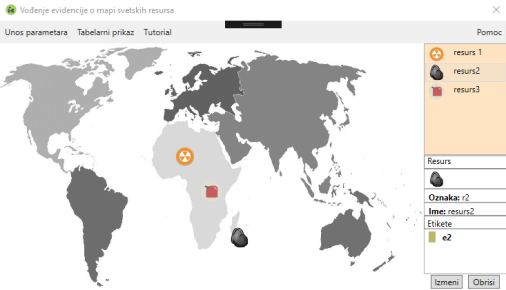 Vođenje evidencije o mapi svetskih resursa
Unos parametara Tabelarni prikaz Tutorial Pomoc
resurs 1
resurs2
resurs3
Resurs
Oznaka: r2
Ime: resurs2
Etikete
e2
Izmeni Obrisi